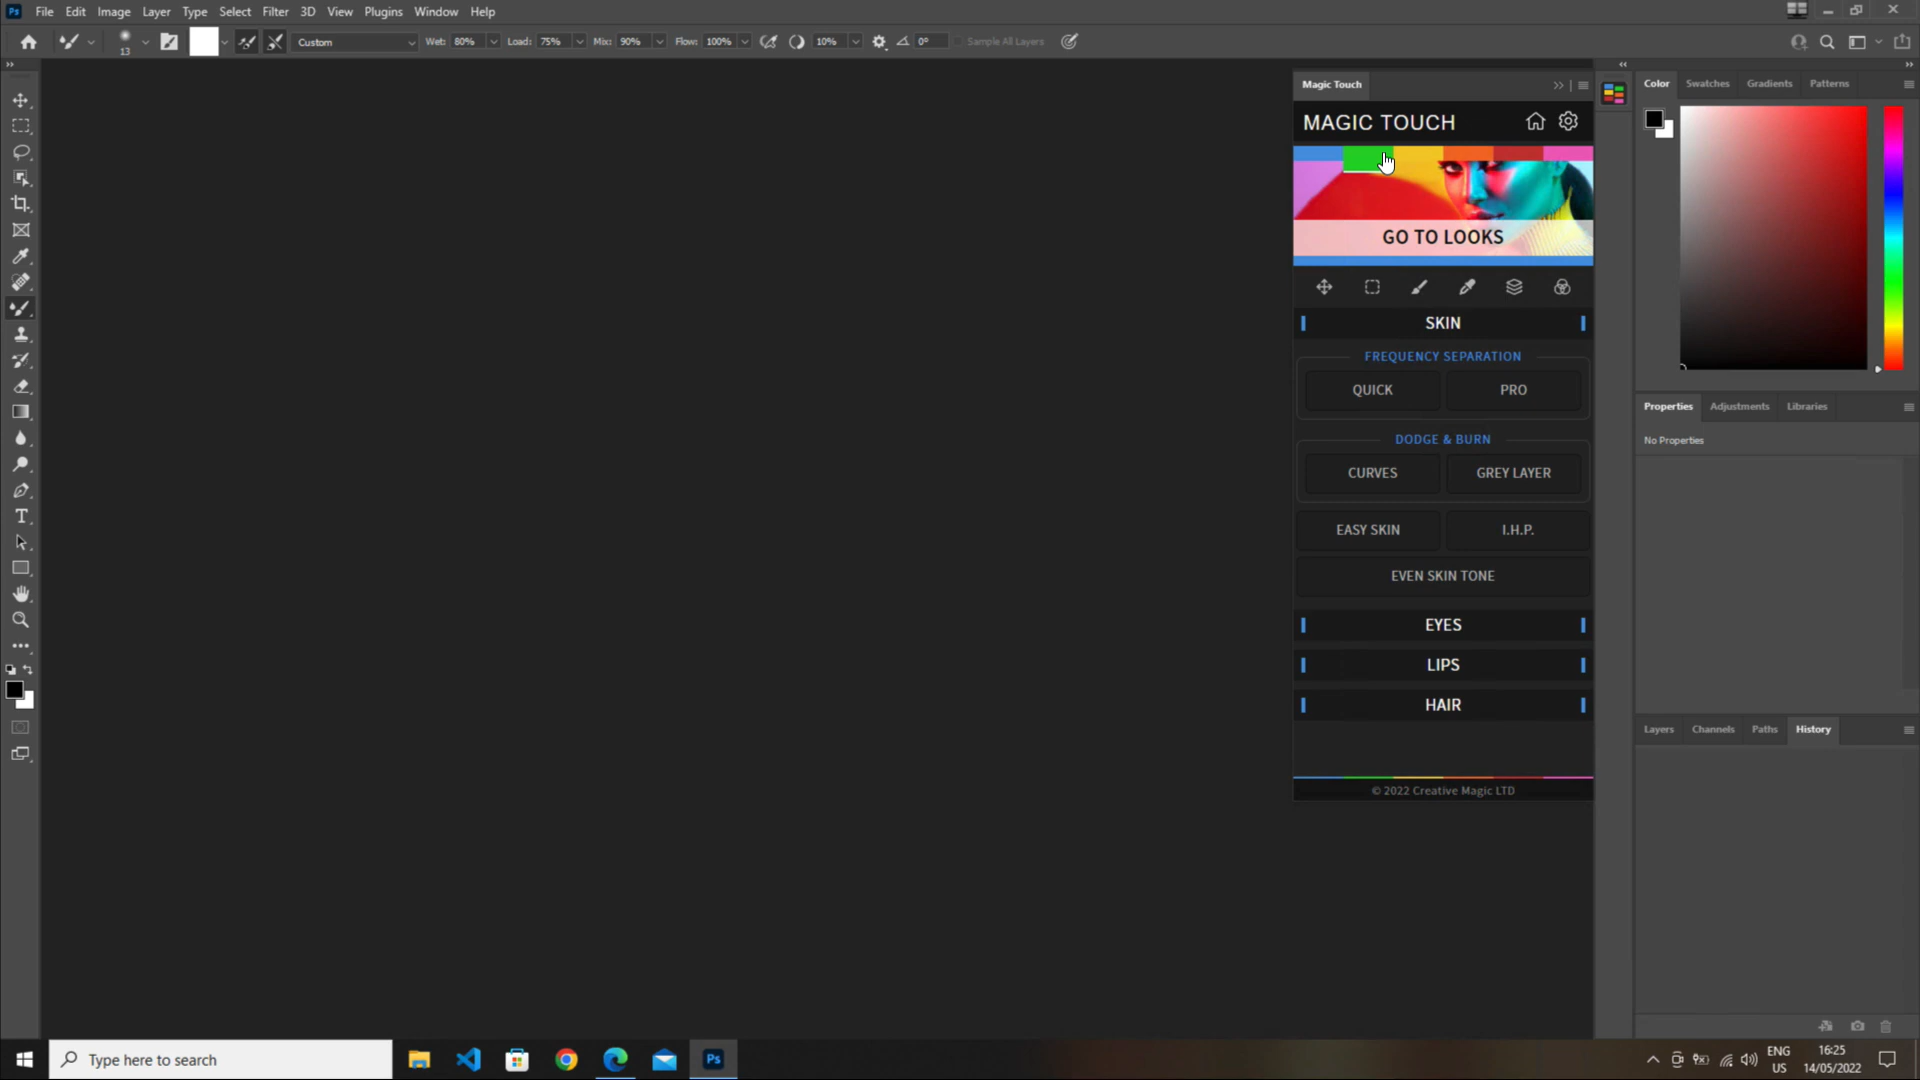 Ps File Edit Image Layer Type Select Filter 3D View Plugins Window Help
13 Custom Wet: 80% Load: 75% Mix: 90% Flow: 100% 10% 0° Sample All Layers
Magic Touch
MAGIC TOUCH
GO TO LOOKS
SKIN
FREQUENCY SEPARATION
QUICK PRO
DODGE & BURN
CURVES GREY LAYER
EASY SKIN I.H.P.
EVEN SKIN TONE
EYES
LIPS
HAIR
© 2022 Creative Magic LTD
Color Swatches Gradients Patterns
Properties Adjustments Libraries
No Properties
Layers Channels Paths History
Type here to search
Ps
ENG
US
16:25
14/05/2022